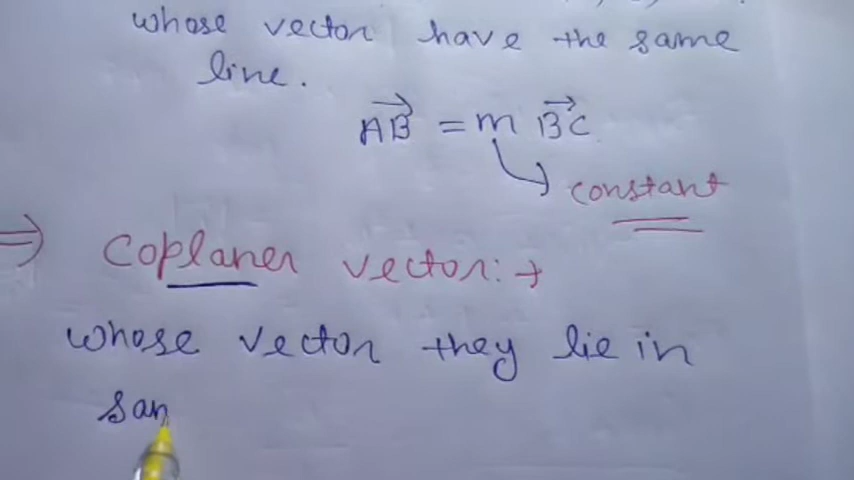 whose vector have the same
line.
AB = m BC
constant
⇒ Coplaner vector:→
whose vector they lie in
san